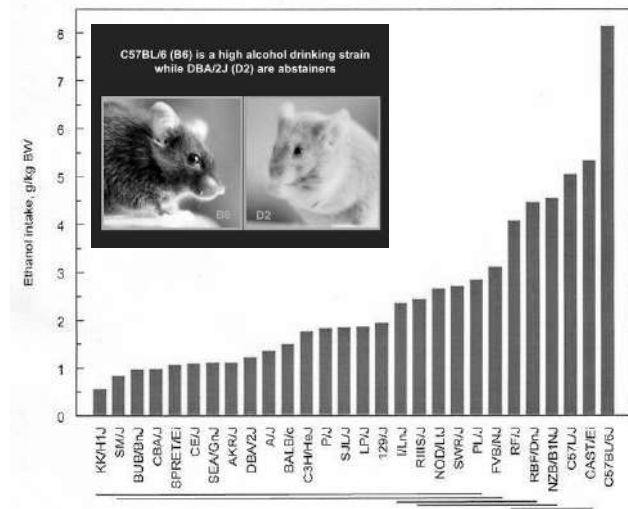 8
7
6
5
4
3
2
1
0
Ethanol intake, g/kg BW
C57BL/6 (B6) is a high alcohol drinking strain
while DBA/2J (D2) are abstainers
B6
D2
KK/H1J
SM/J
BUB/BnJ
CBA/J
SPRET/Ei
CE/J
SEA/GnJ
AKR/J
DBA/2J
A/J
BALB/c
C3H/HeJ
P/J
SJL/J
LP/J
129/J
I/LnJ
RIIIS/J
NOD/LtJ
SWR/J
PL/J
FVB/NJ
RF/J
RBF/DnJ
NZB/B1NJ
C57L/J
CAST/Ei
C57BL/6J